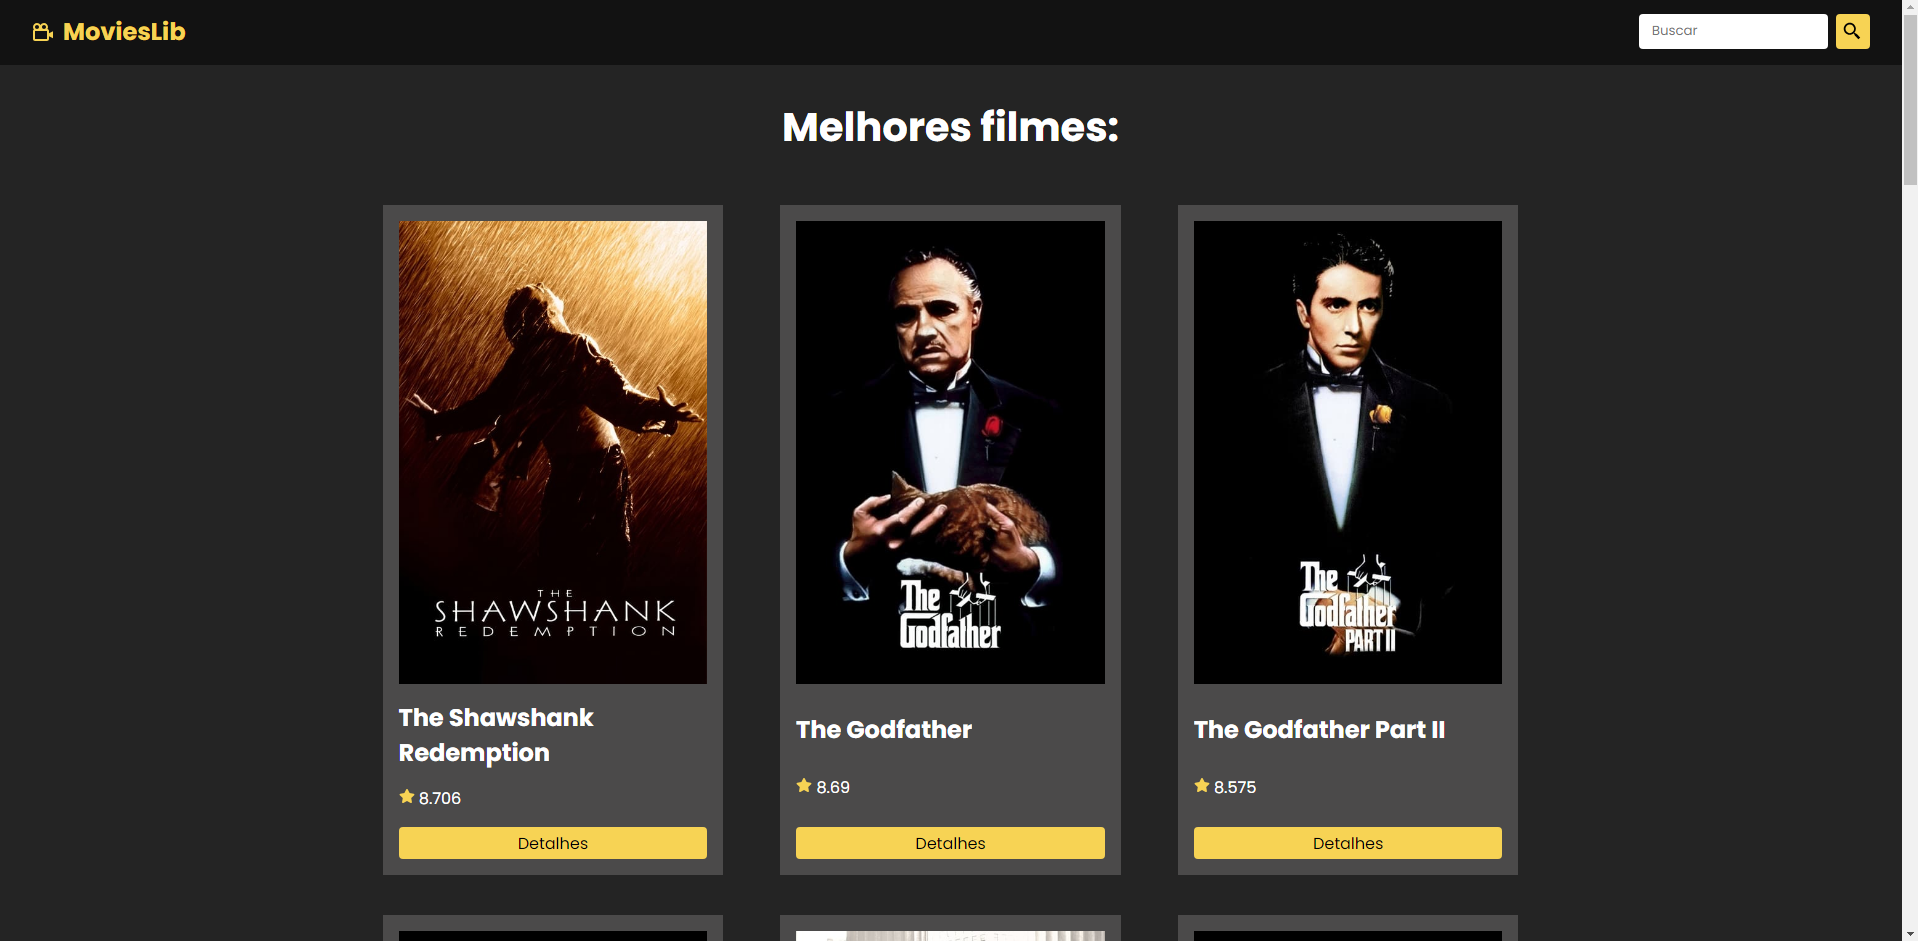 MoviesLib
Buscar
Melhores filmes:
THE
SHAWSHANK
REDEMPTION
The
Godfather
The
Godfather
PART II
The Shawshank
Redemption
The Godfather
The Godfather Part II
8.706
8.69
8.575
Detalhes
Detalhes
Detalhes